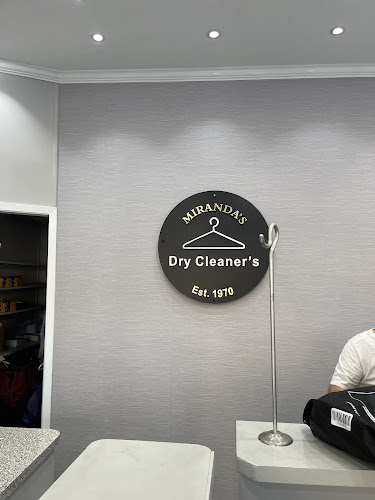 MIRANDA'S
Dry Cleaner's
Est. 1970